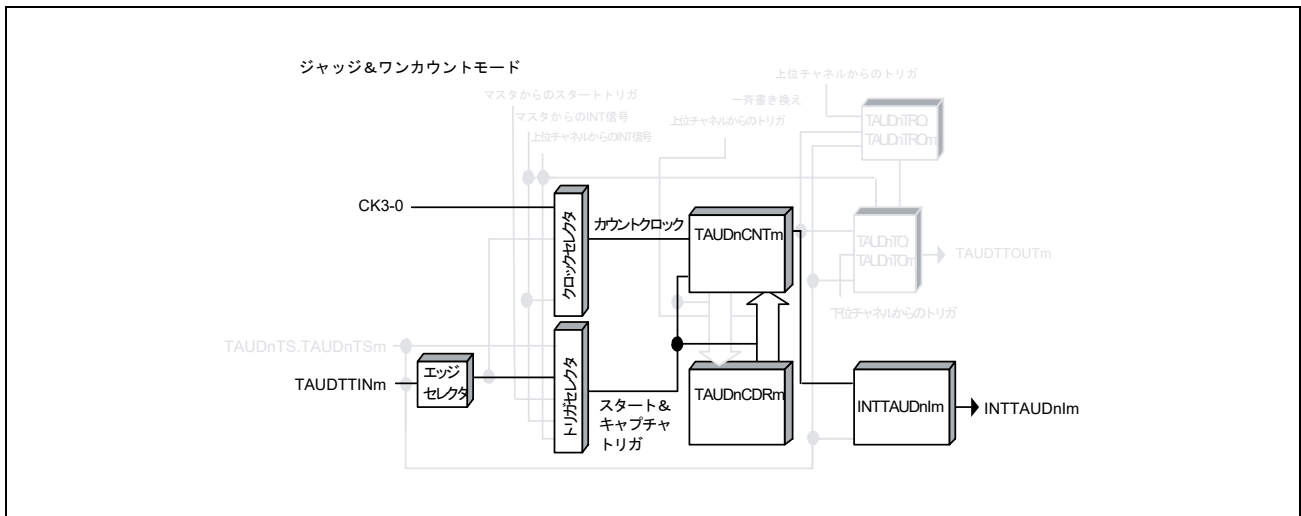 ジャッジ＆ワンカウントモード
上位チャネルからのトリガ
マスタからのスタートトリガ
一斉書き換え
マスタからのINT信号
上位チャネルからのトリガ
上位チャネルからのINT信号
TAUDnTRO,
TAUDnTROm
CK3-0
クロックセレクタ
カウントクロック
TAUDnCNTm
TAUDnTO,
TAUDnTOm
TAUDTTOUTm
下位チャネルからのトリガ
TAUDnTS.TAUDnTSm
TAUDTTINm
エッジ
セレクタ
トリガセレクタ
スタート＆
キャプチャ
トリガ
TAUDnCDRm
INTTAUDnIm
INTTAUDnIm